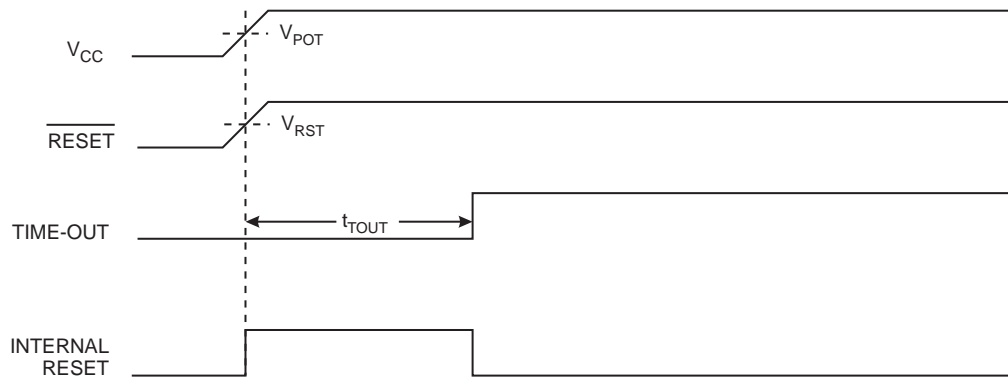 V_CC
V_POT
RESET
V_RST
TIME-OUT
t_TOUT
INTERNAL
RESET